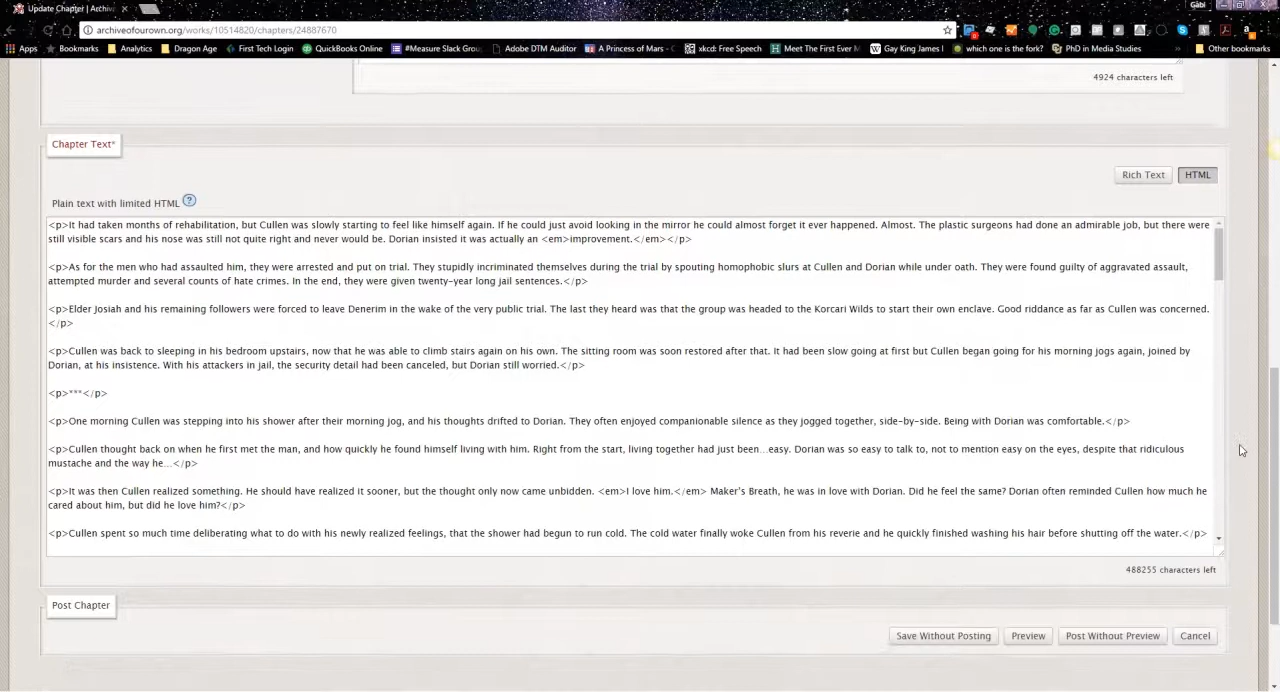 Update Chapter | Archiv
Gabi
archiveofourown.org/works/10514820/chapters/24887670
Apps Bookmarks Analytics Dragon Age First Tech Login QuickBooks Online #Measure Slack Grou Adobe DTM Auditor A Princess of Mars - C xkcd: Free Speech Meet The First Ever M Gay King James I which one is the fork? PhD in Media Studies » Other bookmarks
4924 characters left
Chapter Text*
Rich Text HTML
Plain text with limited HTML ?
<p>It had taken months of rehabilitation, but Cullen was slowly starting to feel like himself again. If he could just avoid looking in the mirror he could almost forget it ever happened. Almost. The plastic surgeons had done an admirable job, but there were
still visible scars and his nose was still not quite right and never would be. Dorian insisted it was actually an <em>improvement.</em></p>
<p>As for the men who had assaulted him, they were arrested and put on trial. They stupidly incriminated themselves during the trial by spouting homophobic slurs at Cullen and Dorian while under oath. They were found guilty of aggravated assault,
attempted murder and several counts of hate crimes. In the end, they were given twenty-year long jail sentences.</p>
<p>Elder Josiah and his remaining followers were forced to leave Denerim in the wake of the very public trial. The last they heard was that the group was headed to the Korcari Wilds to start their own enclave. Good riddance as far as Cullen was concerned.
</p>
<p>Cullen was back to sleeping in his bedroom upstairs, now that he was able to climb stairs again on his own. The sitting room was soon restored after that. It had been slow going at first but Cullen began going for his morning jogs again, joined by
Dorian, at his insistence. With his attackers in jail, the security detail had been canceled, but Dorian still worried.</p>
<p>***</p>
<p>One morning Cullen was stepping into his shower after their morning jog, and his thoughts drifted to Dorian. They often enjoyed companionable silence as they jogged together, side-by-side. Being with Dorian was comfortable.</p>
<p>Cullen thought back on when he first met the man, and how quickly he found himself living with him. Right from the start, living together had just been...easy. Dorian was so easy to talk to, not to mention easy on the eyes, despite that ridiculous
mustache and the way he...</p>
<p>It was then Cullen realized something. He should have realized it sooner, but the thought only now came unbidden. <em>I love him.</em> Maker's Breath, he was in love with Dorian. Did he feel the same? Dorian often reminded Cullen how much he
cared about him, but did he love him?</p>
<p>Cullen spent so much time deliberating what to do with his newly realized feelings, that the shower had begun to run cold. The cold water finally woke Cullen from his reverie and he quickly finished washing his hair before shutting off the water.</p>
488255 characters left
Post Chapter
Save Without Posting Preview Post Without Preview Cancel